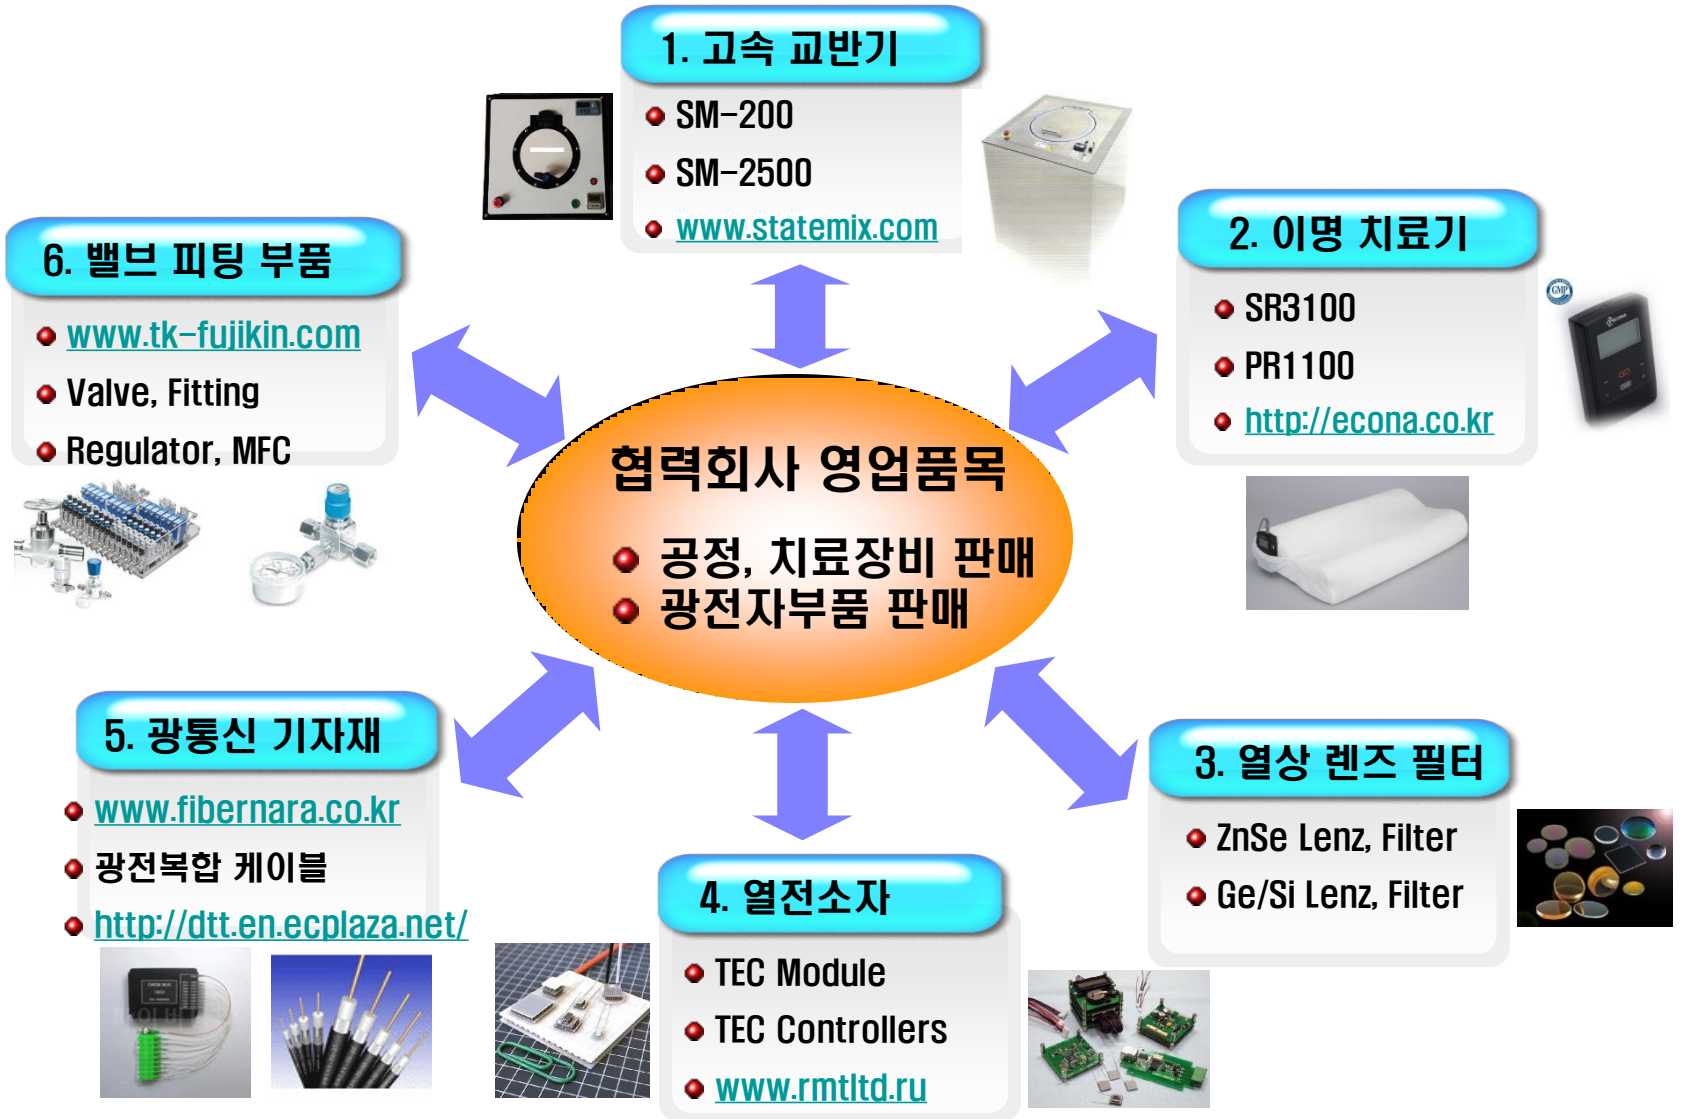 1. 고속 교반기
SM-200
SM-2500
www.statemix.com
2. 이명 치료기
SR3100
PR1100
http://econa.co.kr
GMP
ECONA
6. 밸브 피팅 부품
www.tk-fujikin.com
Valve, Fitting
Regulator, MFC
협력회사 영업품목
공정, 치료장비 판매
광전자부품 판매
5. 광통신 기자재
www.fibernara.co.kr
광전복합 케이블
http://dtt.en.ecplaza.net/
3. 열상 렌즈 필터
ZnSe Lenz, Filter
Ge/Si Lenz, Filter
4. 열전소자
TEC Module
TEC Controllers
www.rmtltd.ru